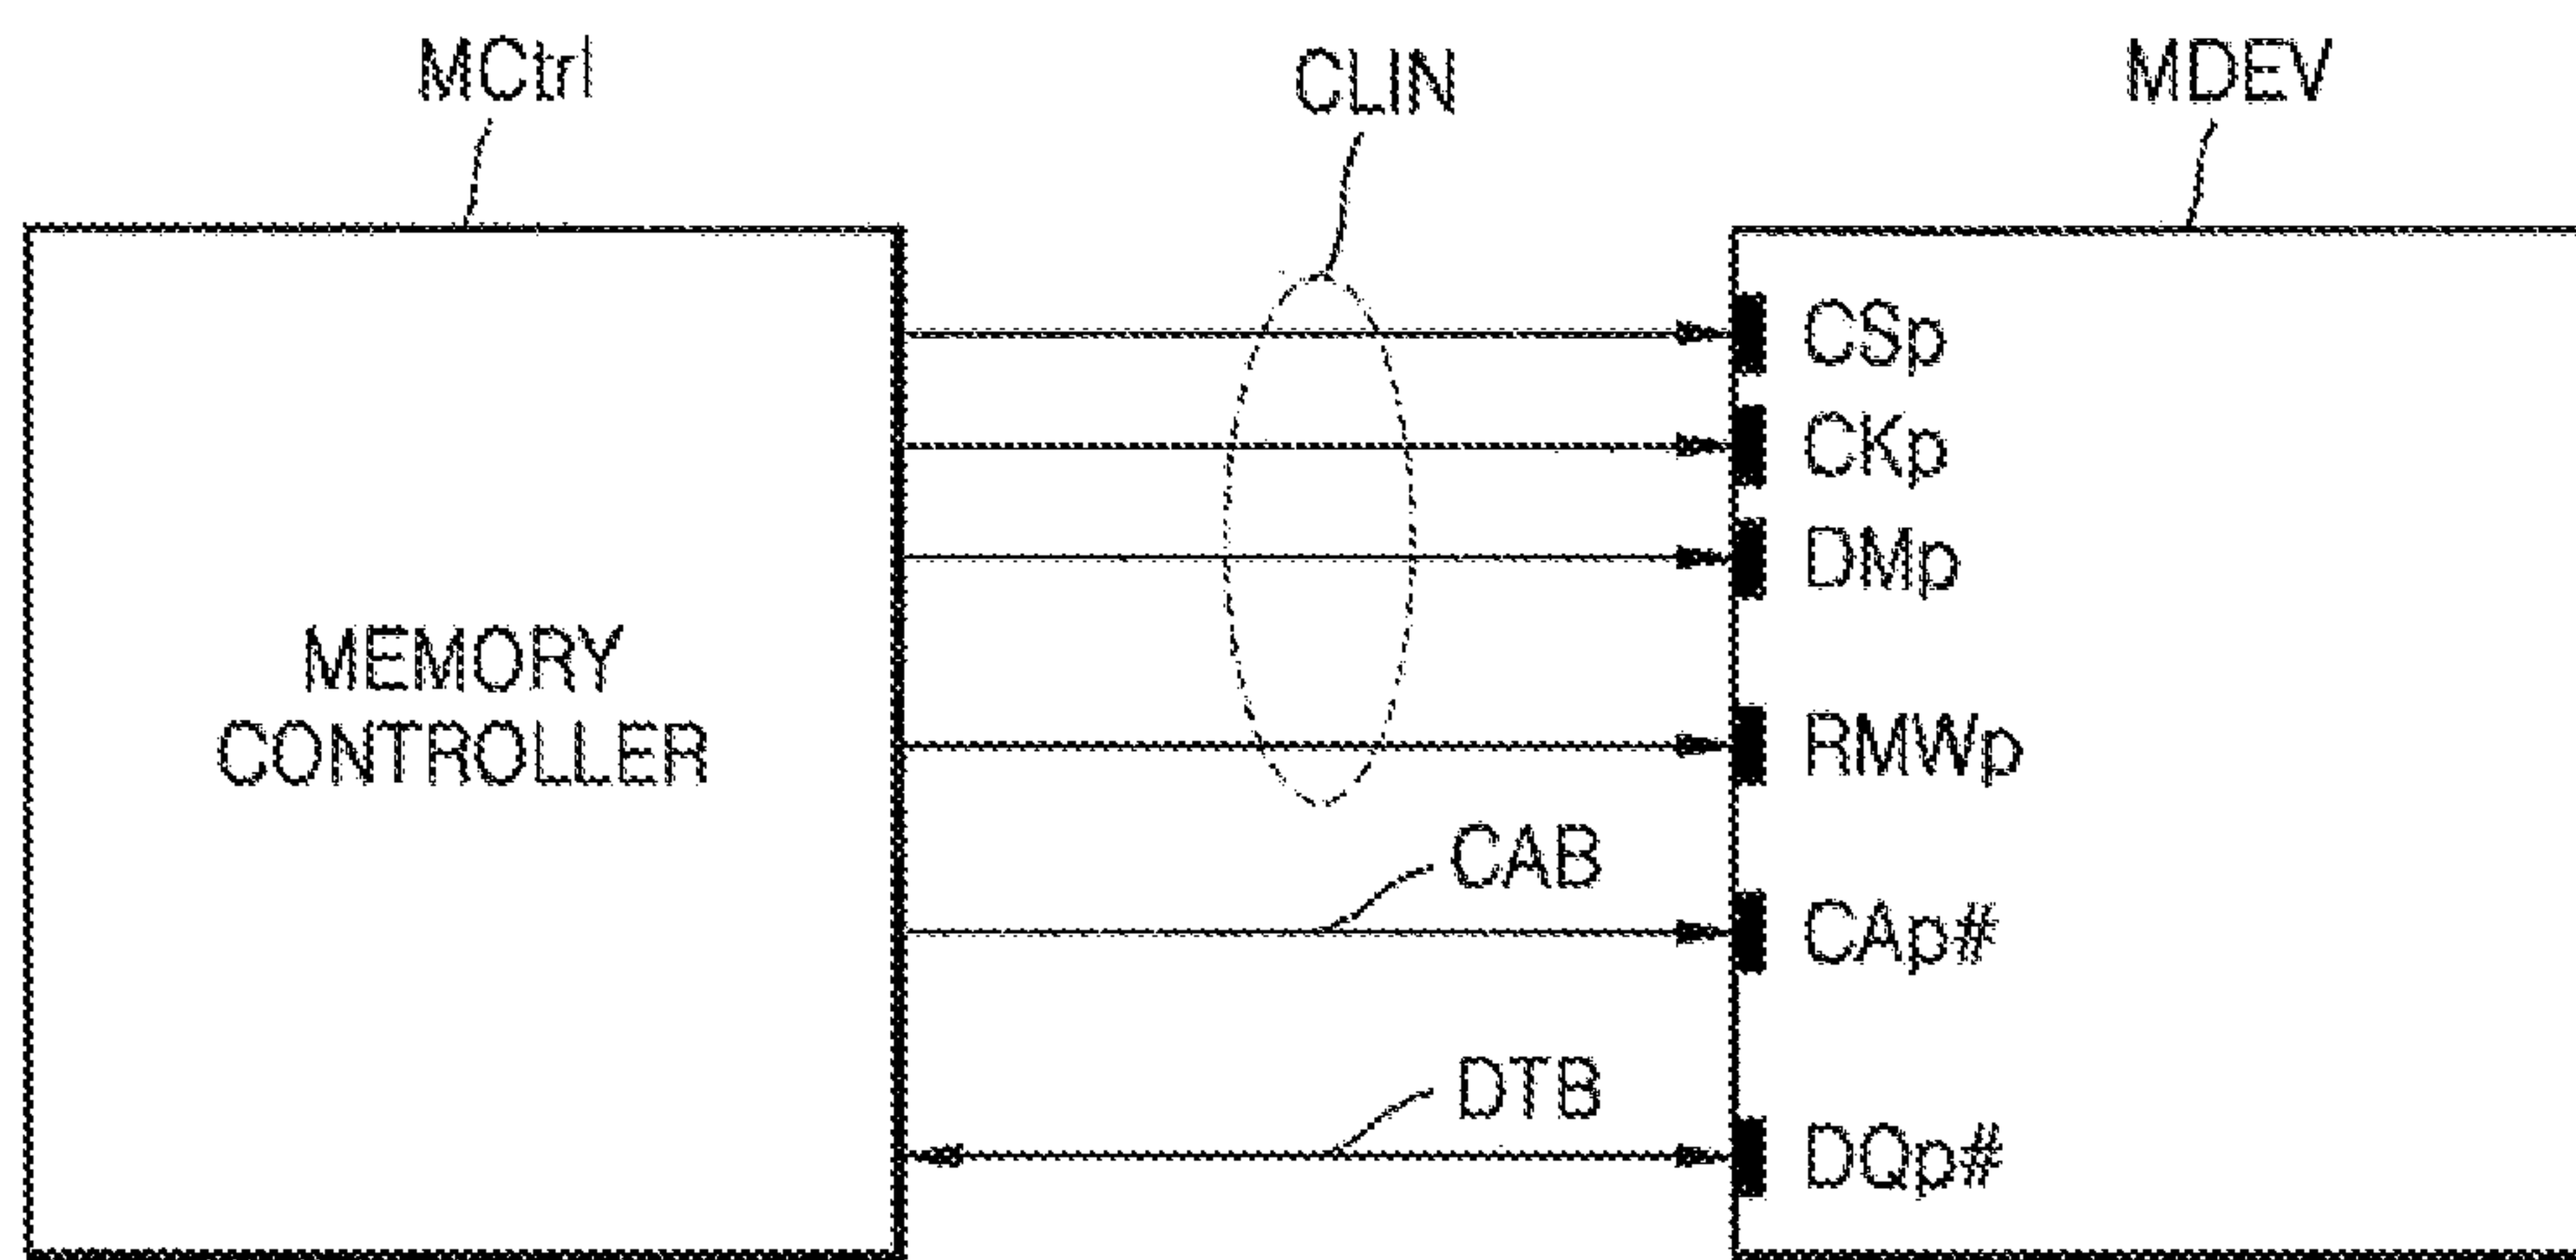 MCtrl
CLIN
MDEV
CSp
CKp
DMp
MEMORY
CONTROLLER
RMWp
CAB
CAp#
DTB
DQp#